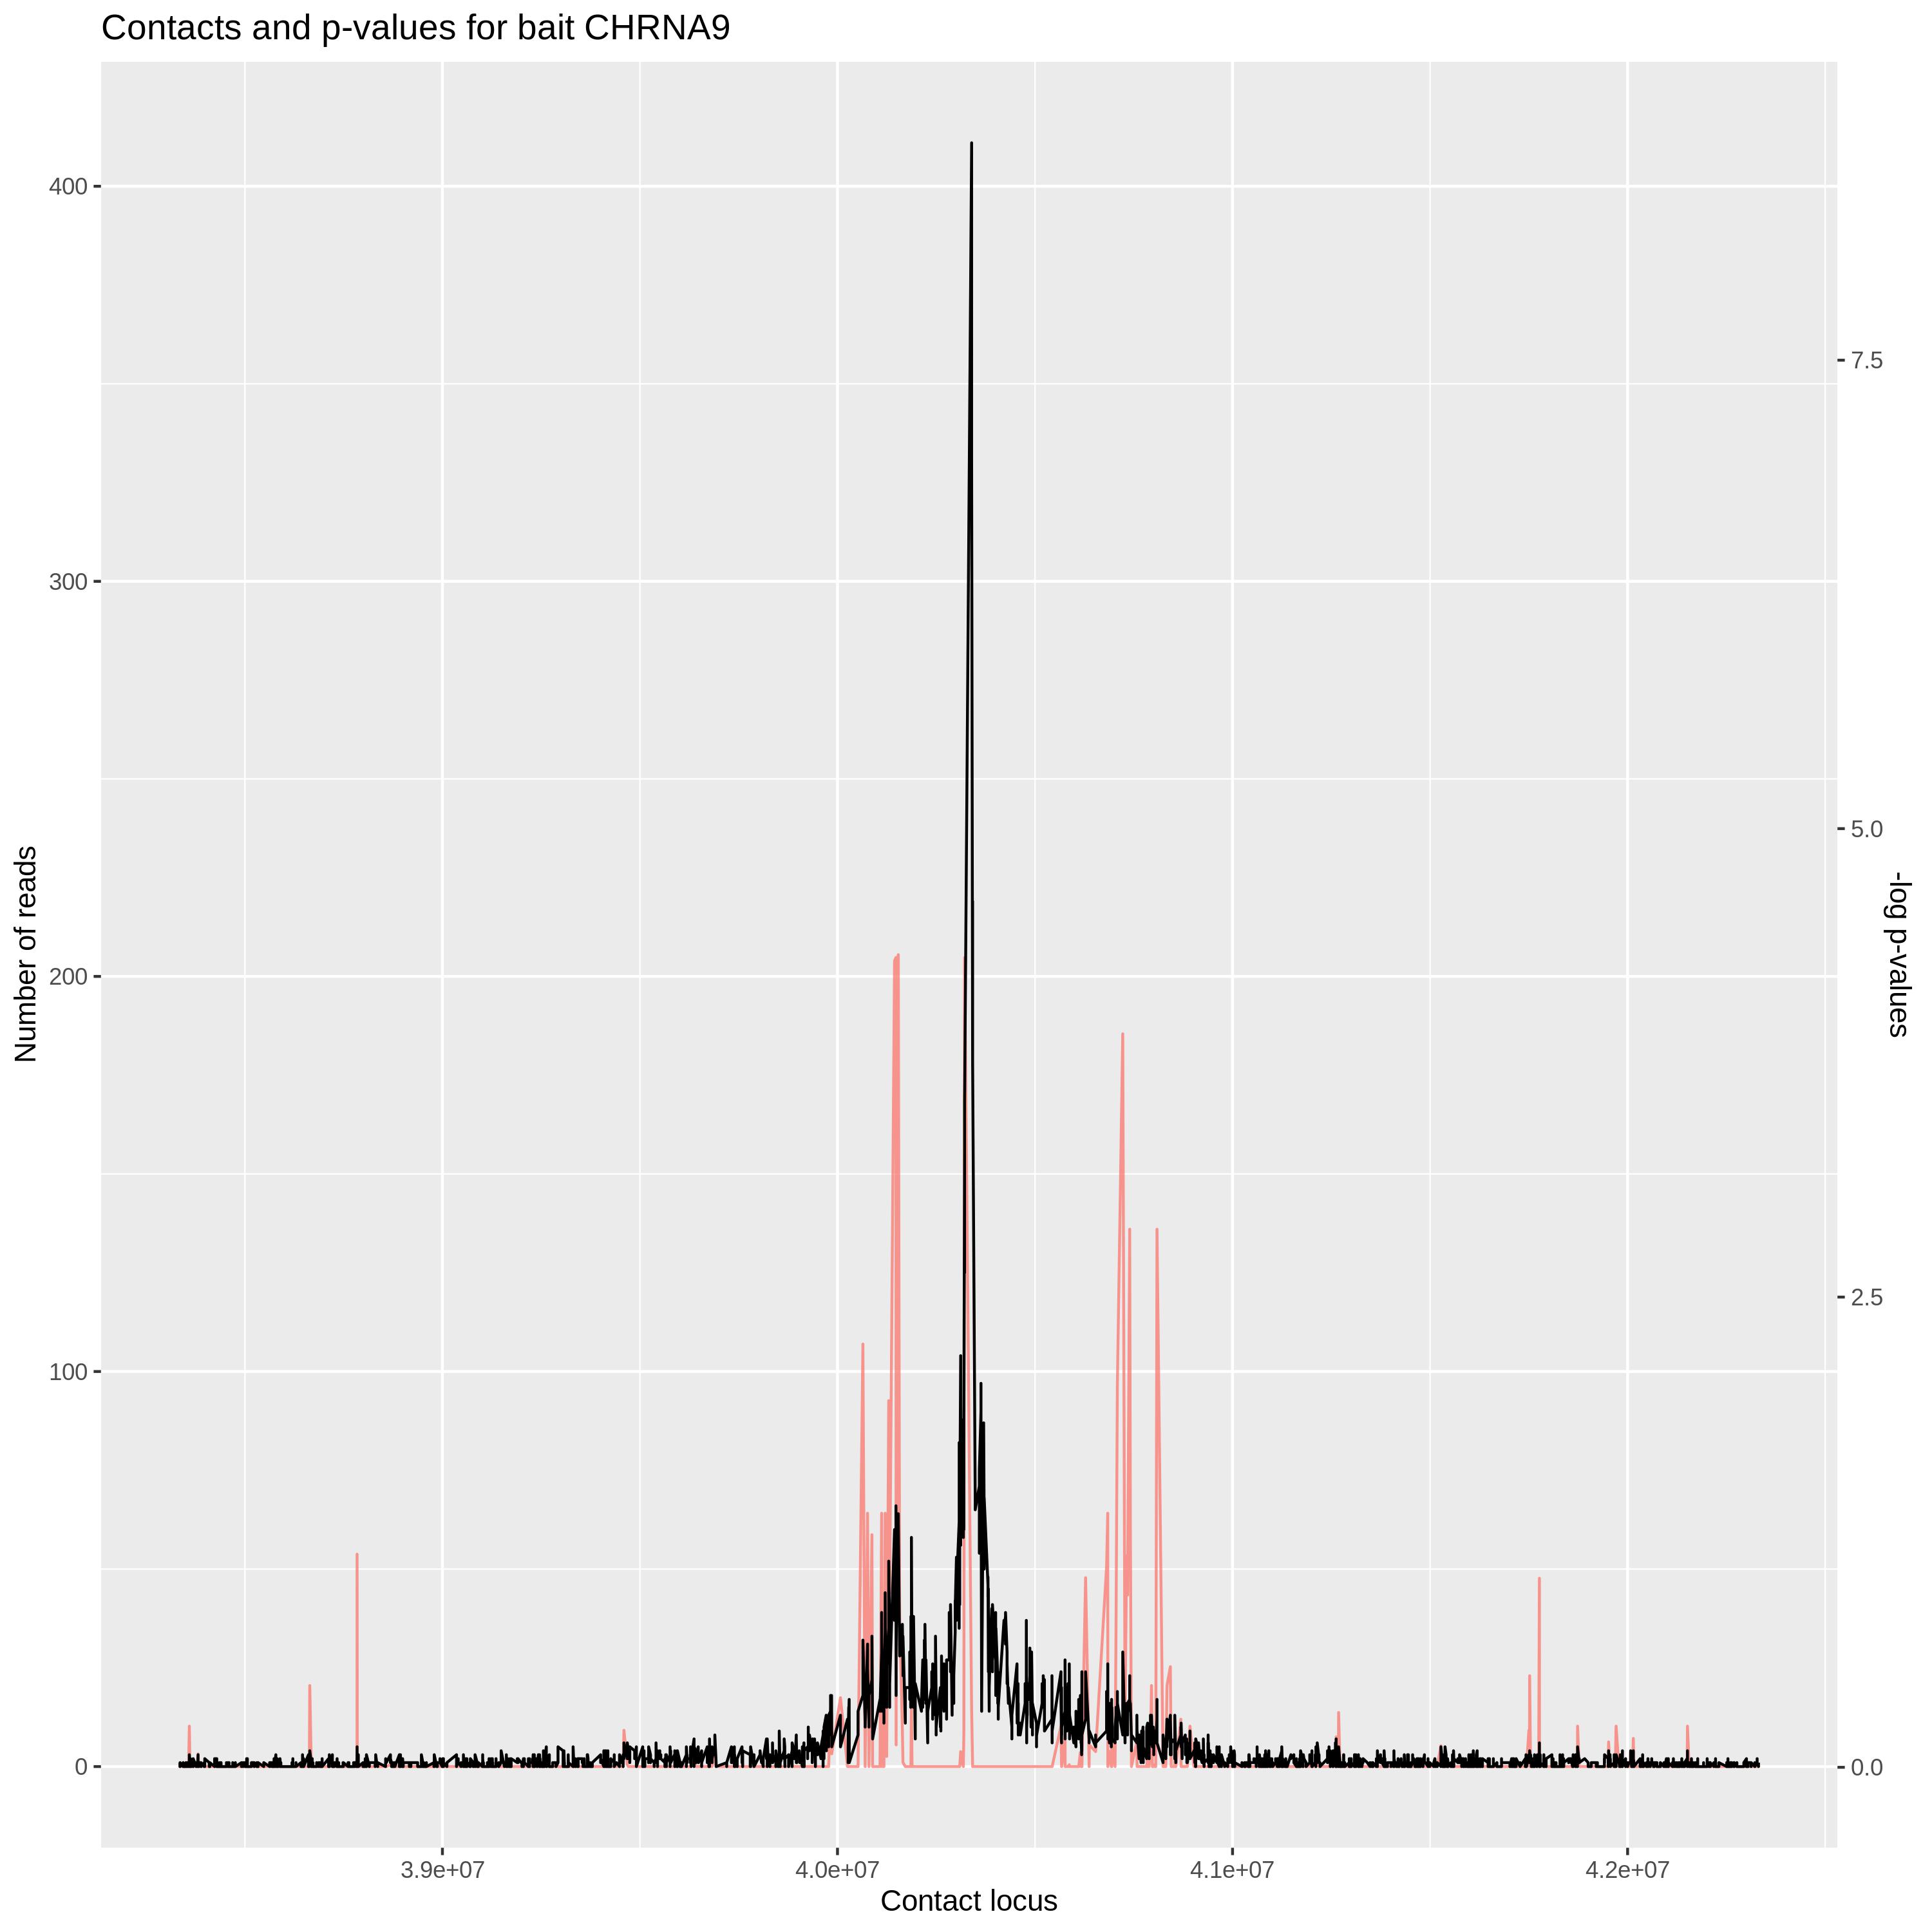 Contacts and p-values for bait CHRNA9
400
300
200
100
0
Number of reads
7.5
5.0
2.5
0.0
-log p-values
3.9e+07
4.0e+07
4.1e+07
4.2e+07
Contact locus